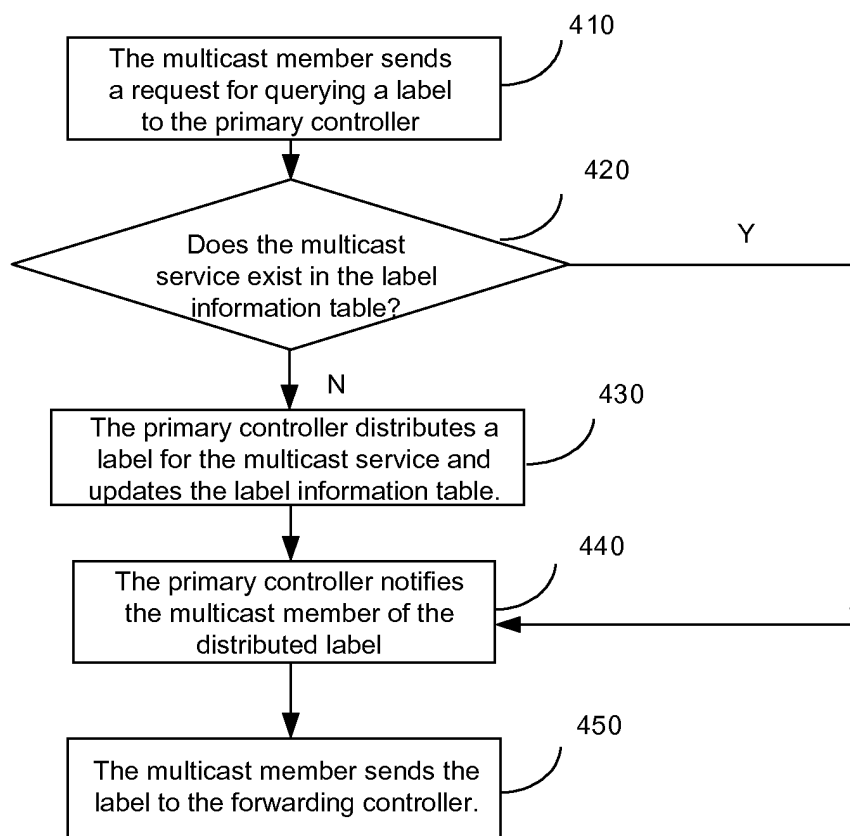 410
The multicast member sends
a request for querying a label
to the primary controller
420
Does the multicast
service exist in the label
information table?
Y
N
430
The primary controller distributes a
label for the multicast service and
updates the label information table.
440
The primary controller notifies
the multicast member of the
distributed label
450
The multicast member sends the
label to the forwarding controller.